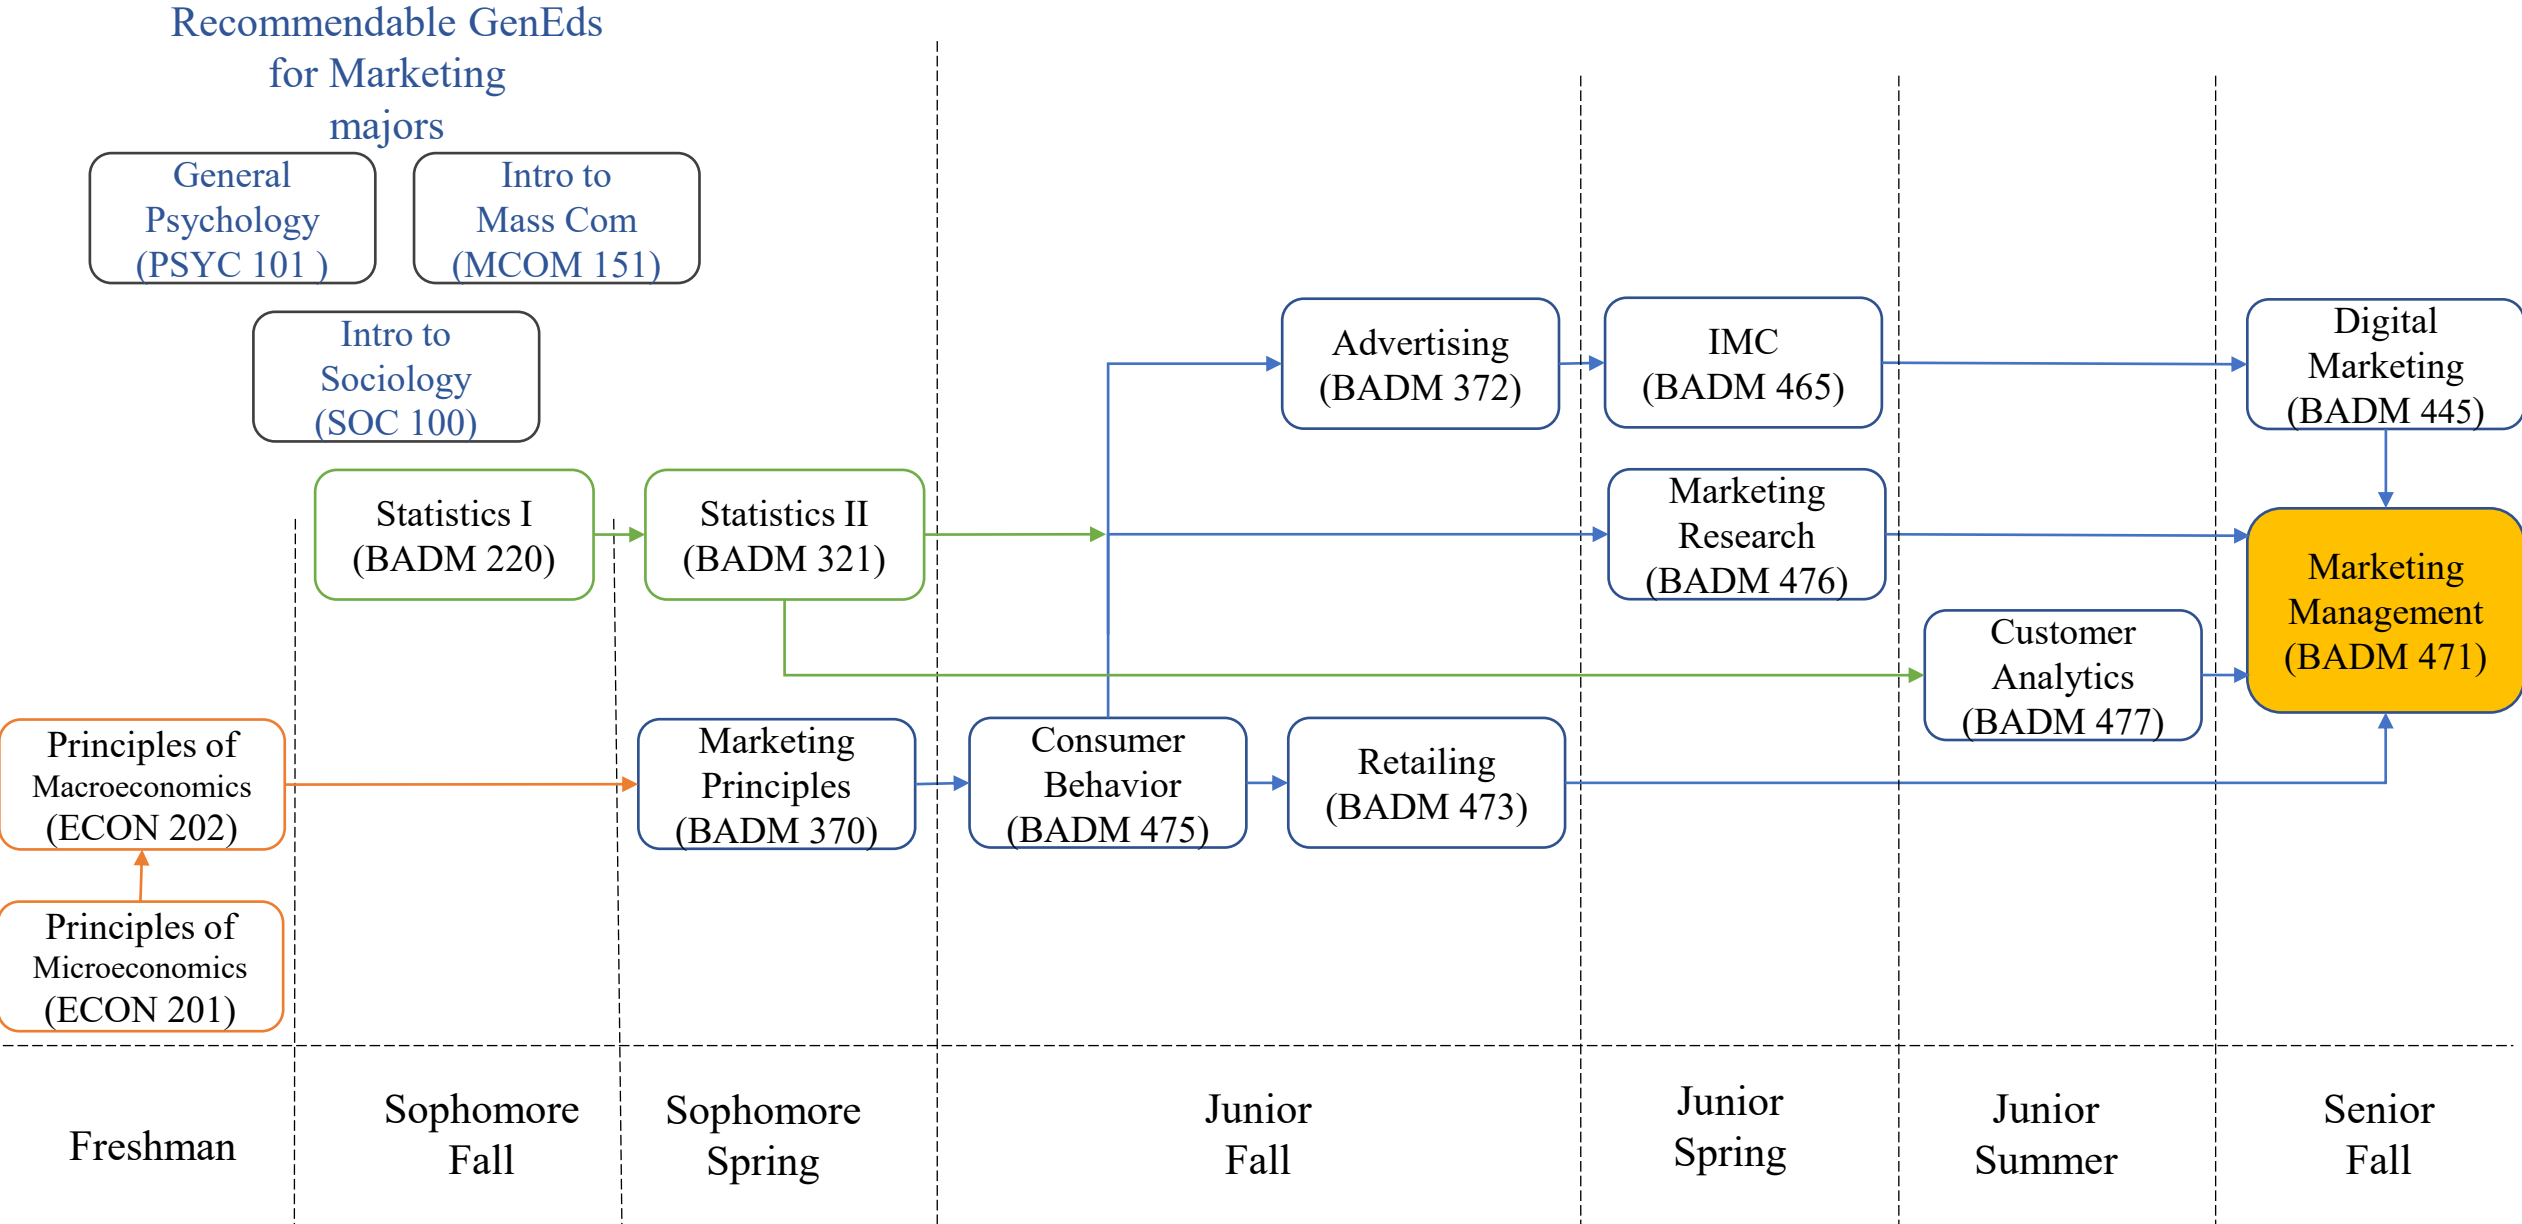 Recommendable GenEds
for Marketing
majors
General
Psychology
(PSYC 101 )
Intro to
Mass Com
(MCOM 151)
Intro to
Sociology
(SOC 100)
Advertising
(BADM 372)
IMC
(BADM 465)
Digital
Marketing
(BADM 445)
Statistics I
(BADM 220)
Statistics II
(BADM 321)
Marketing
Research
(BADM 476)
Marketing
Management
(BADM 471)
Customer
Analytics
(BADM 477)
Principles of
Macroeconomics
(ECON 202)
Marketing
Principles
(BADM 370)
Consumer
Behavior
(BADM 475)
Retailing
(BADM 473)
Principles of
Microeconomics
(ECON 201)
Freshman
Sophomore
Fall
Sophomore
Spring
Junior
Fall
Junior
Spring
Junior
Summer
Senior
Fall